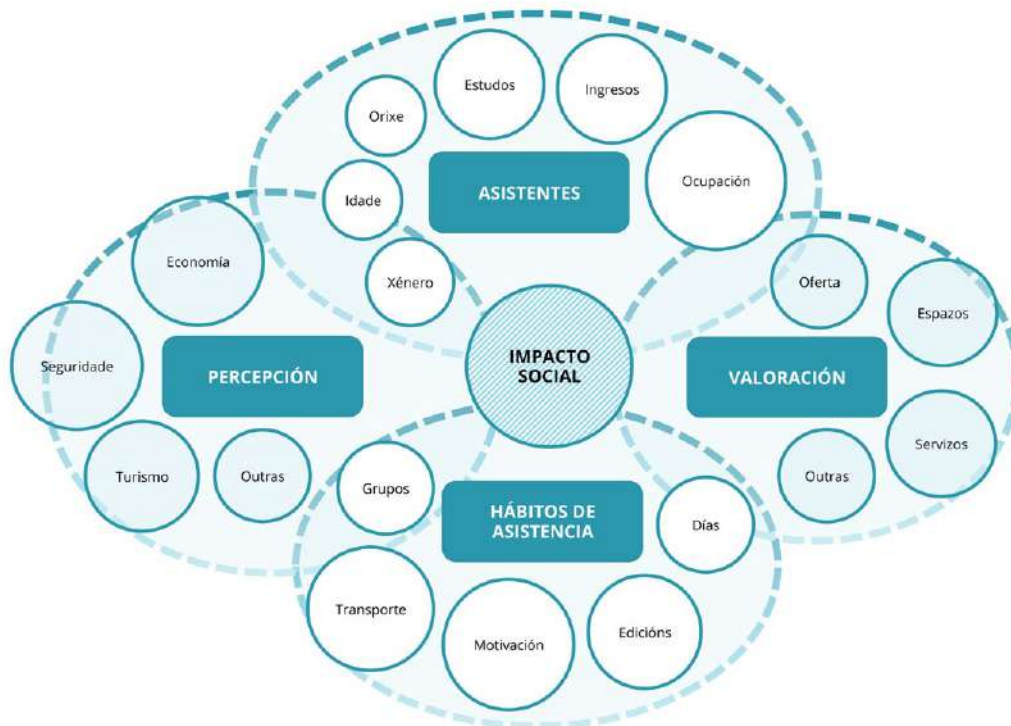 Estudos
Ingresos
Orixe
ASISTENTES
Ocupación
Idade
Xénero
Economía
Seguridade
PERCEPCIÓN
Turismo
Outras
IMPACTO
SOCIAL
Oferta
Espazos
VALORACIÓN
Servizos
Outras
Grupos
HÁBITOS DE
ASISTENCIA
Días
Transporte
Motivación
Edicións